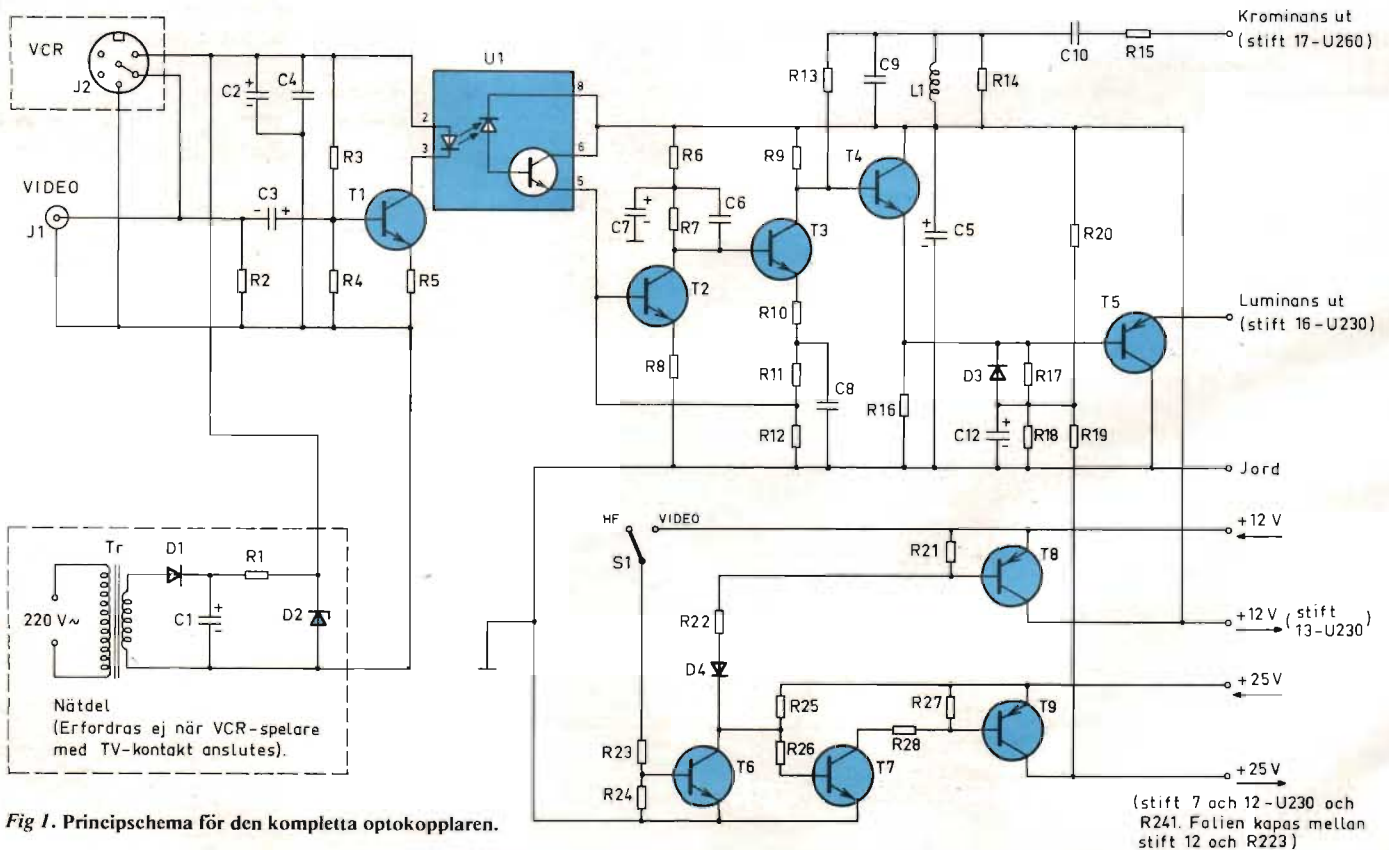 VCR
J2
C2
+
-
C4
R3
VIDEO
J1
- C3 +
R2
R4
T1
R5
U1
2
3
8
6
5
R6
C7
+
-
R7
C6
T2
R8
R9
T3
R10
R11
R12
C8
R13
C9
L1
R14
C10
R15
Krominans ut
(stift 17-U260)
T4
+
-
C5
R16
R20
T5
Luminans ut
(stift 16-U230)
D3
R17
C12
+
-
R18
R19
Jord
HF
VIDEO
S1
R21
T8
+12 V
R22
D4
+12 V (stift 13-U230)
+25V
R25
R26
R27
R28
T9
R23
R24
T6
T7
+25V
(stift 7 och 12-U230 och
R241. Folien kapas mellan
stift 12 och R223)
Tr
D1
R1
220 V~
C1
+
-
D2
Nätdel
(Erfordras ej när VCR-spelare
med TV-kontakt anslutes).
Fig 1. Principschema för den kompletta optokopplaren.